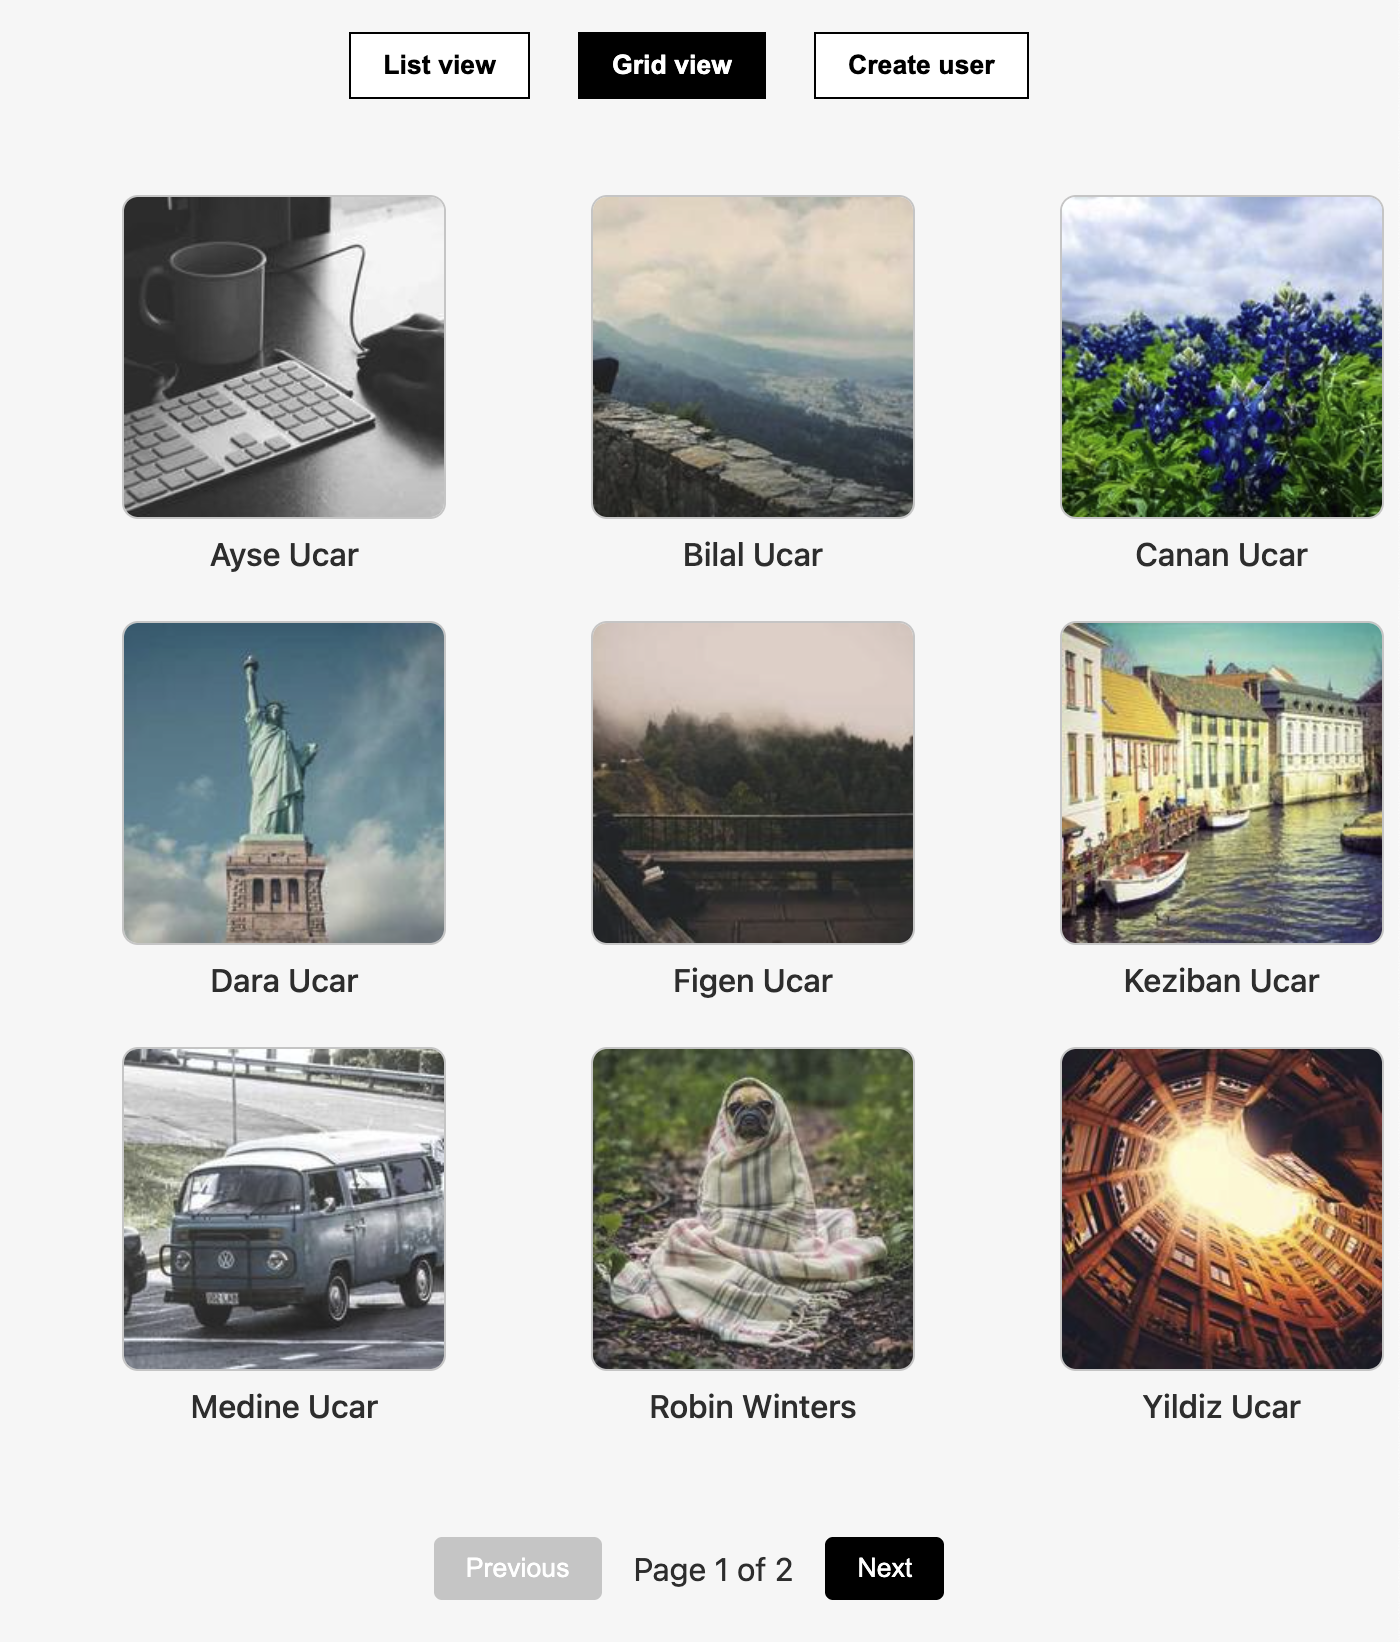 List view
Grid view
Create user
Ayse Ucar
Bilal Ucar
Canan Ucar
Dara Ucar
Figen Ucar
Keziban Ucar
Medine Ucar
Robin Winters
Yildiz Ucar
Previous
Page 1 of 2
Next